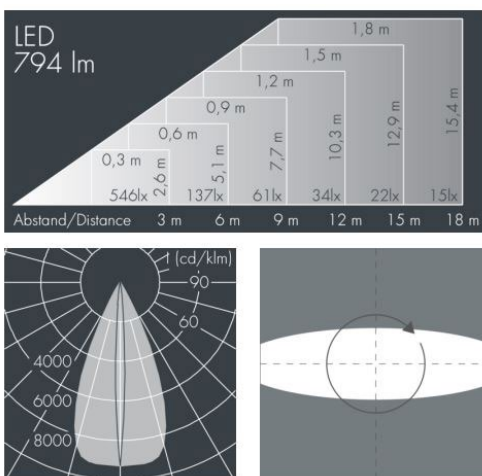 LED
794 lm
1,8 m
1,5 m
1,2 m
0,9 m
0,6 m
0,3 m
2,6 m
5,1 m
7,7 m
10,3 m
12,9 m
15,4 m
546lx 137lx 61lx 34lx 22lx 15lx
Abstand/Distance 3 m 6 m 9 m 12 m 15 m 18 m
I (cd/klm)
90
60
4000
6000
8000